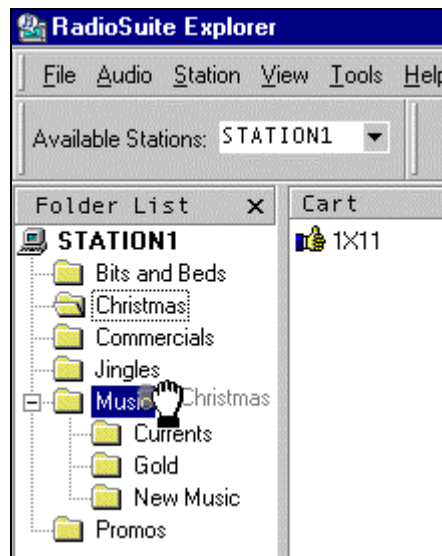 RadioSuite Explorer
File Audio Station View Tools Help
Available Stations: STATION1
Folder List
STATION1
Bits and Beds
Christmas
Commercials
Jingles
Music
Christmas
Currents
Gold
New Music
Promos
Cart
1X11